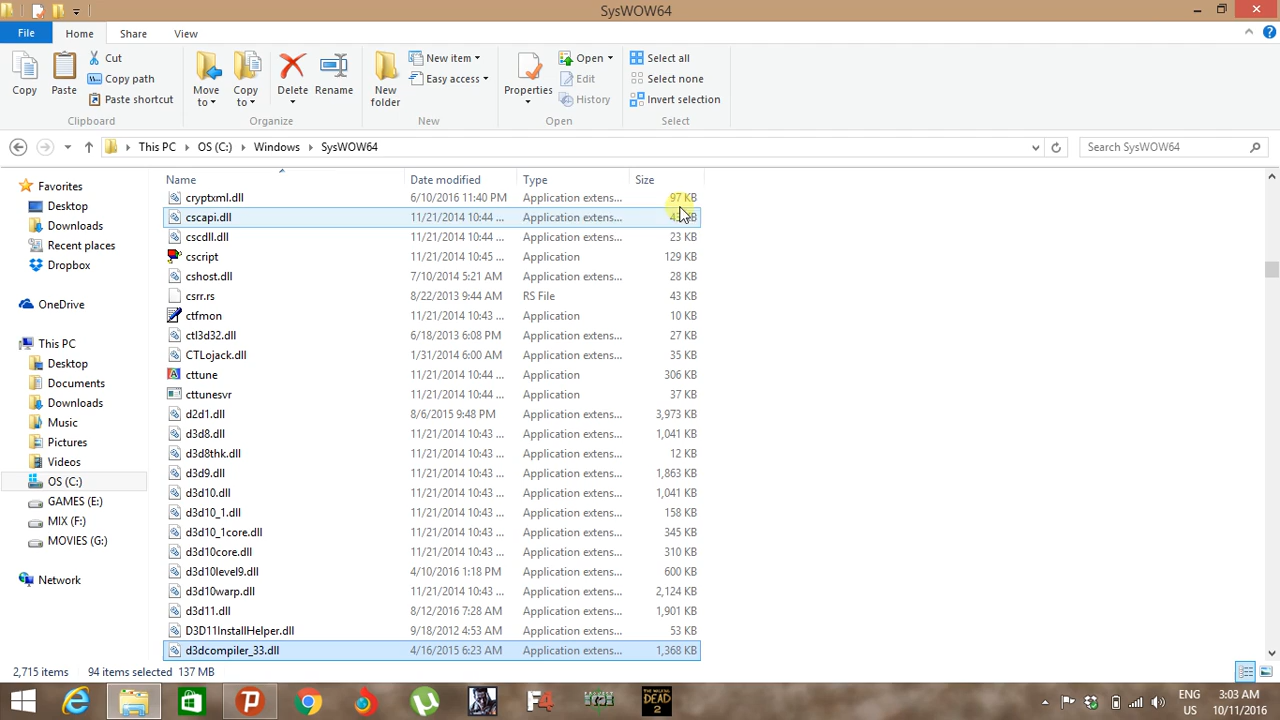 SysWOW64
File Home Share View
Copy Paste Cut Copy path Paste shortcut Move to Copy to Delete Rename New folder New item Easy access Properties Open Edit History Select all Select none Invert selection
Clipboard Organize New Open Select
This PC OS (C:) Windows SysWOW64 Search SysWOW64
Name Date modified Type Size
Favorites
Desktop
Downloads
Recent places
Dropbox
OneDrive
This PC
Desktop
Documents
Downloads
Music
Pictures
Videos
OS (C:)
GAMES (E:)
MIX (F:)
MOVIES (G:)
Network
cryptxml.dll 6/10/2016 11:40 PM Application extens... 97 KB
cscapi.dll 11/21/2014 10:44 ... Application extens...
cscdll.dll 11/21/2014 10:44 ... Application extens... 23 KB
cscript 11/21/2014 10:45 ... Application 129 KB
cshost.dll 7/10/2014 5:21 AM Application extens... 28 KB
csrr.rs 8/22/2013 9:44 AM RS File 43 KB
ctfmon 11/21/2014 10:43 ... Application 10 KB
ctl3d32.dll 6/18/2013 6:08 PM Application extens... 27 KB
CTLojack.dll 1/31/2014 6:00 AM Application extens... 35 KB
cttune 11/21/2014 10:44 ... Application 306 KB
cttunesvr 11/21/2014 10:44 ... Application 37 KB
d2d1.dll 8/6/2015 9:48 PM Application extens... 3,973 KB
d3d8.dll 11/21/2014 10:43 ... Application extens... 1,041 KB
d3d8thk.dll 11/21/2014 10:43 ... Application extens... 12 KB
d3d9.dll 11/21/2014 10:43 ... Application extens... 1,863 KB
d3d10.dll 11/21/2014 10:43 ... Application extens... 1,041 KB
d3d10_1.dll 11/21/2014 10:43 ... Application extens... 158 KB
d3d10_1core.dll 11/21/2014 10:43 ... Application extens... 345 KB
d3d10core.dll 11/21/2014 10:43 ... Application extens... 310 KB
d3d10level9.dll 4/10/2016 1:18 PM Application extens... 600 KB
d3d10warp.dll 11/21/2014 10:43 ... Application extens... 2,124 KB
d3d11.dll 8/12/2016 7:28 AM Application extens... 1,901 KB
D3D11InstallHelper.dll 9/18/2012 4:53 AM Application extens... 53 KB
d3dcompiler_33.dll 4/16/2015 6:23 AM Application extens... 1,368 KB
2,715 items 94 items selected 137 MB
F4
THE WALKING DEAD 2
ENG 3:03 AM
10/11/2016